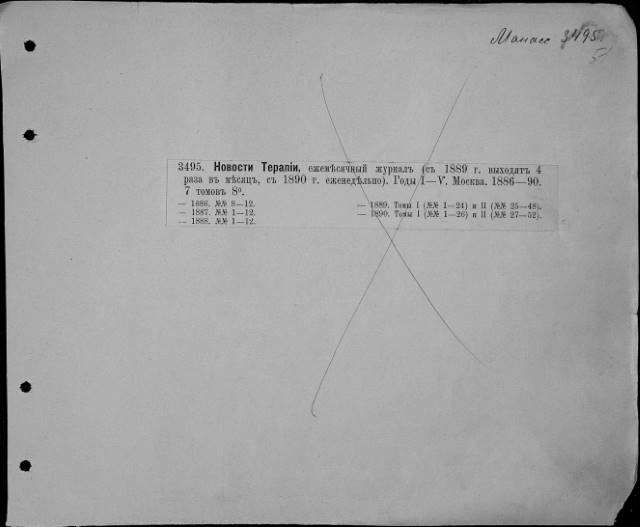 Манасс 3495
51
3495. Новости Терапіи, ежемѣсячный журналъ (съ 1889 г. выходятъ 4
раза въ мѣсяцъ, съ 1890 г. еженедѣльно). Годы I—V. Москва. 1886—90.
7 томовъ 8º.
— 1886. №№ 8—12.
— 1887. №№ 1—12.
— 1888. №№ 1—12.
— 1889. Томы I (№№ 1—24) и II (№№ 25—48).
— 1890. Томы I (№№ 1—26) и II (№№ 27—52).